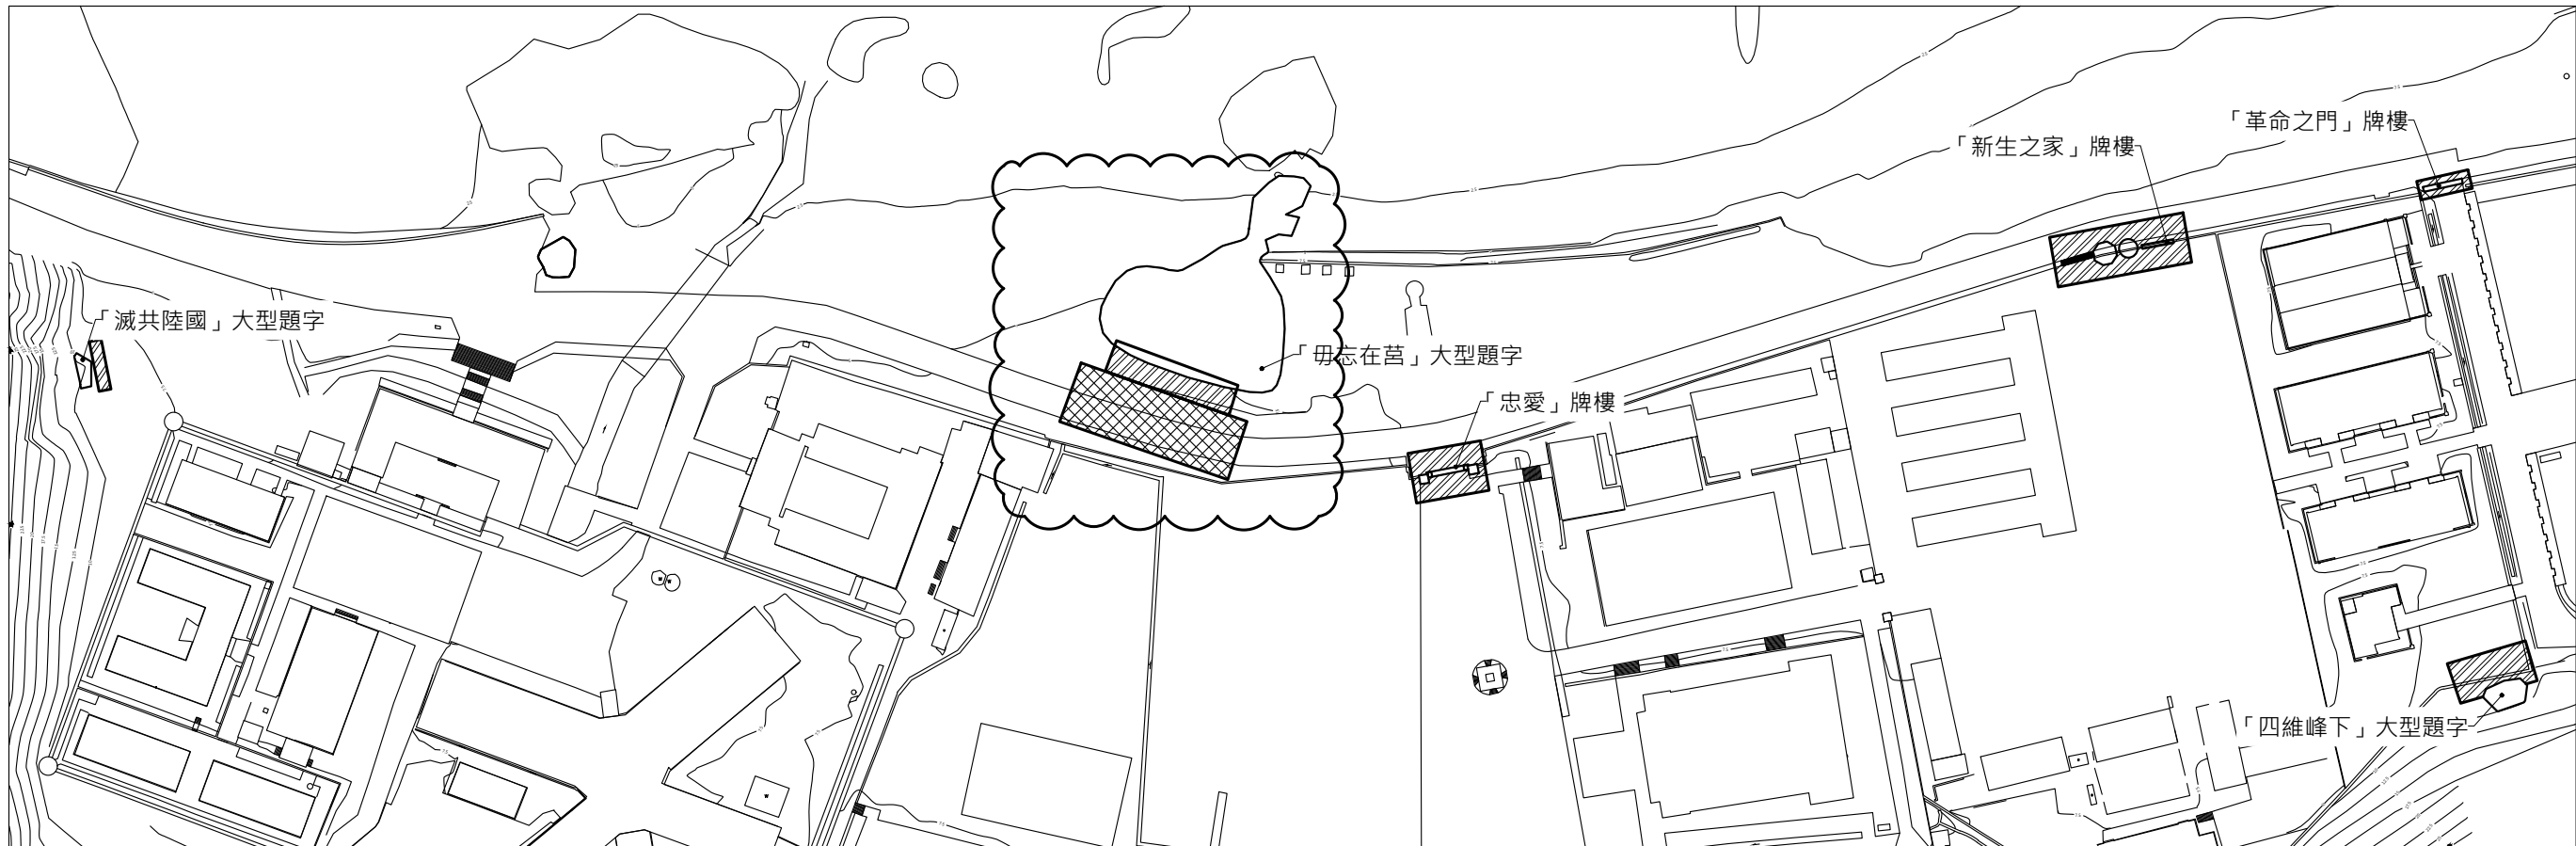 「革命之門」牌樓
「新生之家」牌樓
「滅共陸國」大型題字
「毋忘在莒」大型題字
「忠愛」牌樓
「四維峰下」大型題字